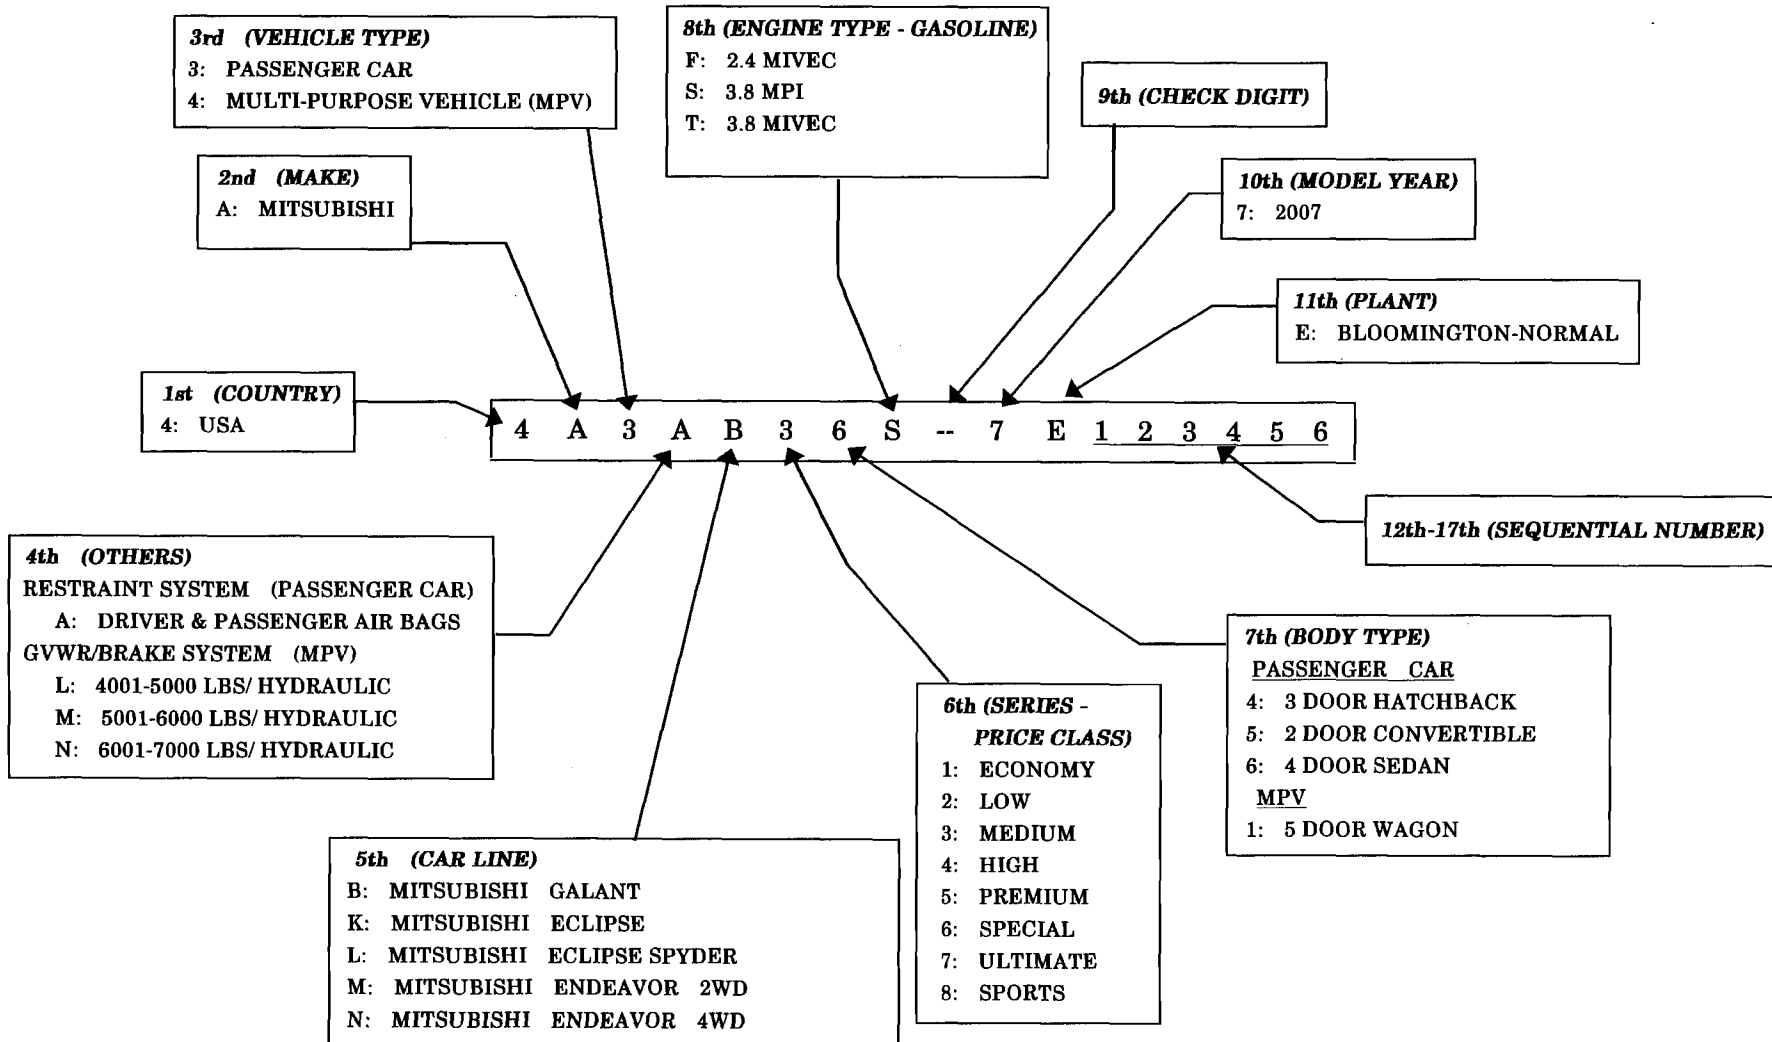 3rd (VEHICLE TYPE)
3: PASSENGER CAR
4: MULTI-PURPOSE VEHICLE (MPV)
8th (ENGINE TYPE - GASOLINE)
F: 2.4 MIVEC
S: 3.8 MPI
T: 3.8 MIVEC
9th (CHECK DIGIT)
2nd (MAKE)
A: MITSUBISHI
10th (MODEL YEAR)
7: 2007
11th (PLANT)
E: BLOOMINGTON-NORMAL
1st (COUNTRY)
4: USA
4 A 3 A B 3 6 S -- 7 E 1 2 3 4 5 6
12th-17th (SEQUENTIAL NUMBER)
4th (OTHERS)
RESTRAINT SYSTEM (PASSENGER CAR)
A: DRIVER & PASSENGER AIR BAGS
GVWR/BRAKE SYSTEM (MPV)
L: 4001-5000 LBS/ HYDRAULIC
M: 5001-6000 LBS/ HYDRAULIC
N: 6001-7000 LBS/ HYDRAULIC
7th (BODY TYPE)
PASSENGER CAR
4: 3 DOOR HATCHBACK
5: 2 DOOR CONVERTIBLE
6: 4 DOOR SEDAN
MPV
1: 5 DOOR WAGON
6th (SERIES -
PRICE CLASS)
1: ECONOMY
2: LOW
3: MEDIUM
4: HIGH
5: PREMIUM
6: SPECIAL
7: ULTIMATE
8: SPORTS
5th (CAR LINE)
B: MITSUBISHI GALANT
K: MITSUBISHI ECLIPSE
L: MITSUBISHI ECLIPSE SPYDER
M: MITSUBISHI ENDEAVOR 2WD
N: MITSUBISHI ENDEAVOR 4WD